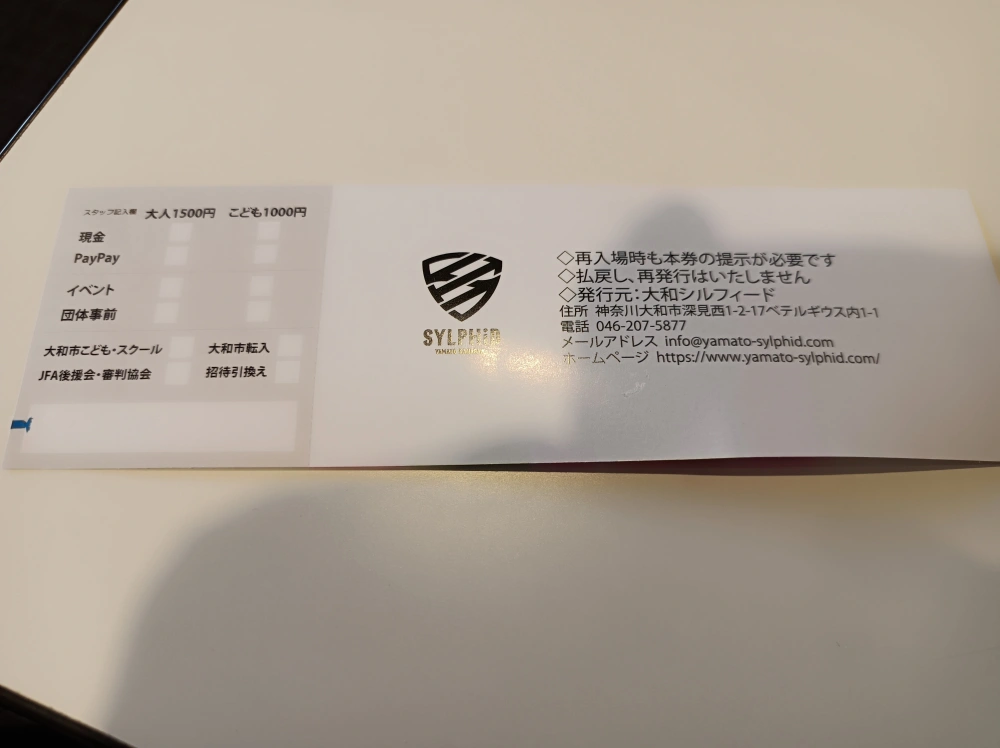 スタッフ記入欄 大人1500円 こども1000円
現金
PayPay
イベント
団体事前
大和市こども・スクール 大和市転入
JFA後援会・審判協会 招待引換え
SYLPHiD
◇再入場時も本券の提示が必要です
◇払戻し、再発行はいたしません
◇発行元：大和シルフィード
住所 神奈川大和市深見西1-2-17ベテルギウス内1-1
電話 046-207-5877
メールアドレス info@yamato-sylphid.com
ホームページ https://www.yamato-sylphid.com/